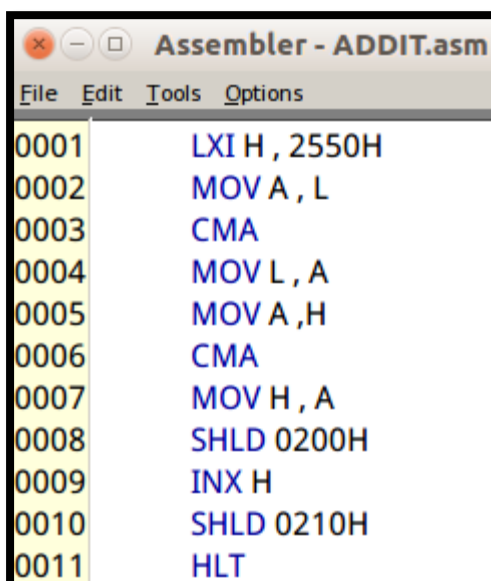 Assembler - ADDIT.asm
File Edit Tools Options
0001 LXI H , 2550H
0002 MOV A , L
0003 CMA
0004 MOV L , A
0005 MOV A ,H
0006 CMA
0007 MOV H , A
0008 SHLD 0200H
0009 INX H
0010 SHLD 0210H
0011 HLT